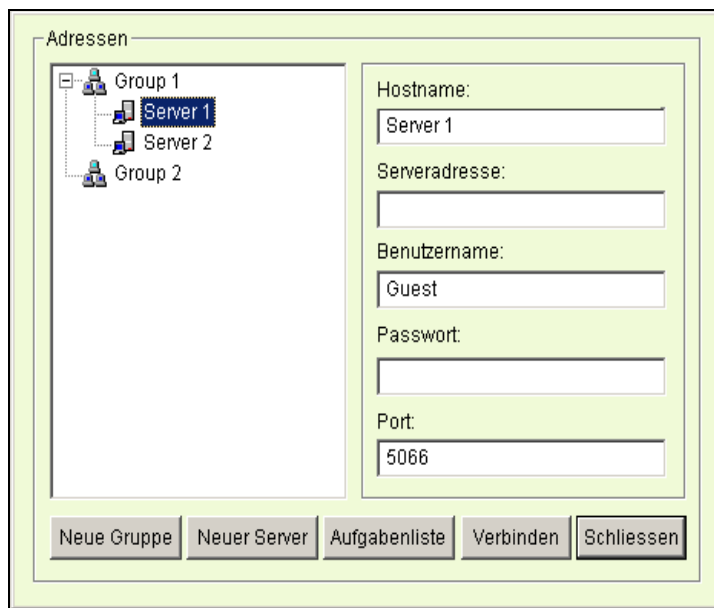 Adressen
Group 1
Server 1
Server 2
Group 2
Hostname:
Server 1
Serveradresse:
Benutzername:
Guest
Passwort:
Port:
5066
Neue Gruppe
Neuer Server
Aufgabenliste
Verbinden
Schliessen